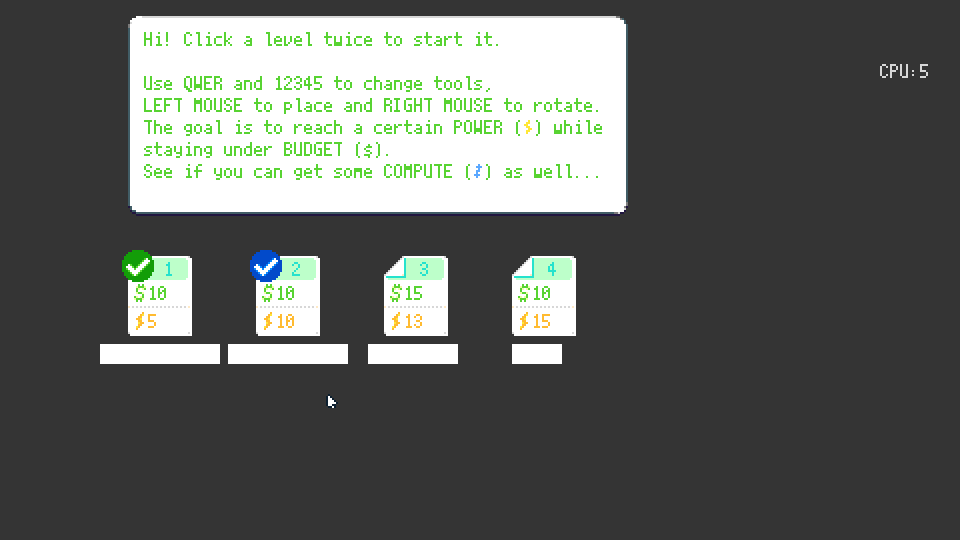 Hi! Click a level twice to start it.
Use QWER and 12345 to change tools,
LEFT MOUSE to place and RIGHT MOUSE to rotate.
The goal is to reach a certain POWER (⚡) while
staying under BUDGET ($).
See if you can get some COMPUTE (⚡) as well...
CPU:5
1
$10
⚡5
2
$10
⚡10
3
$15
⚡13
4
$10
⚡15